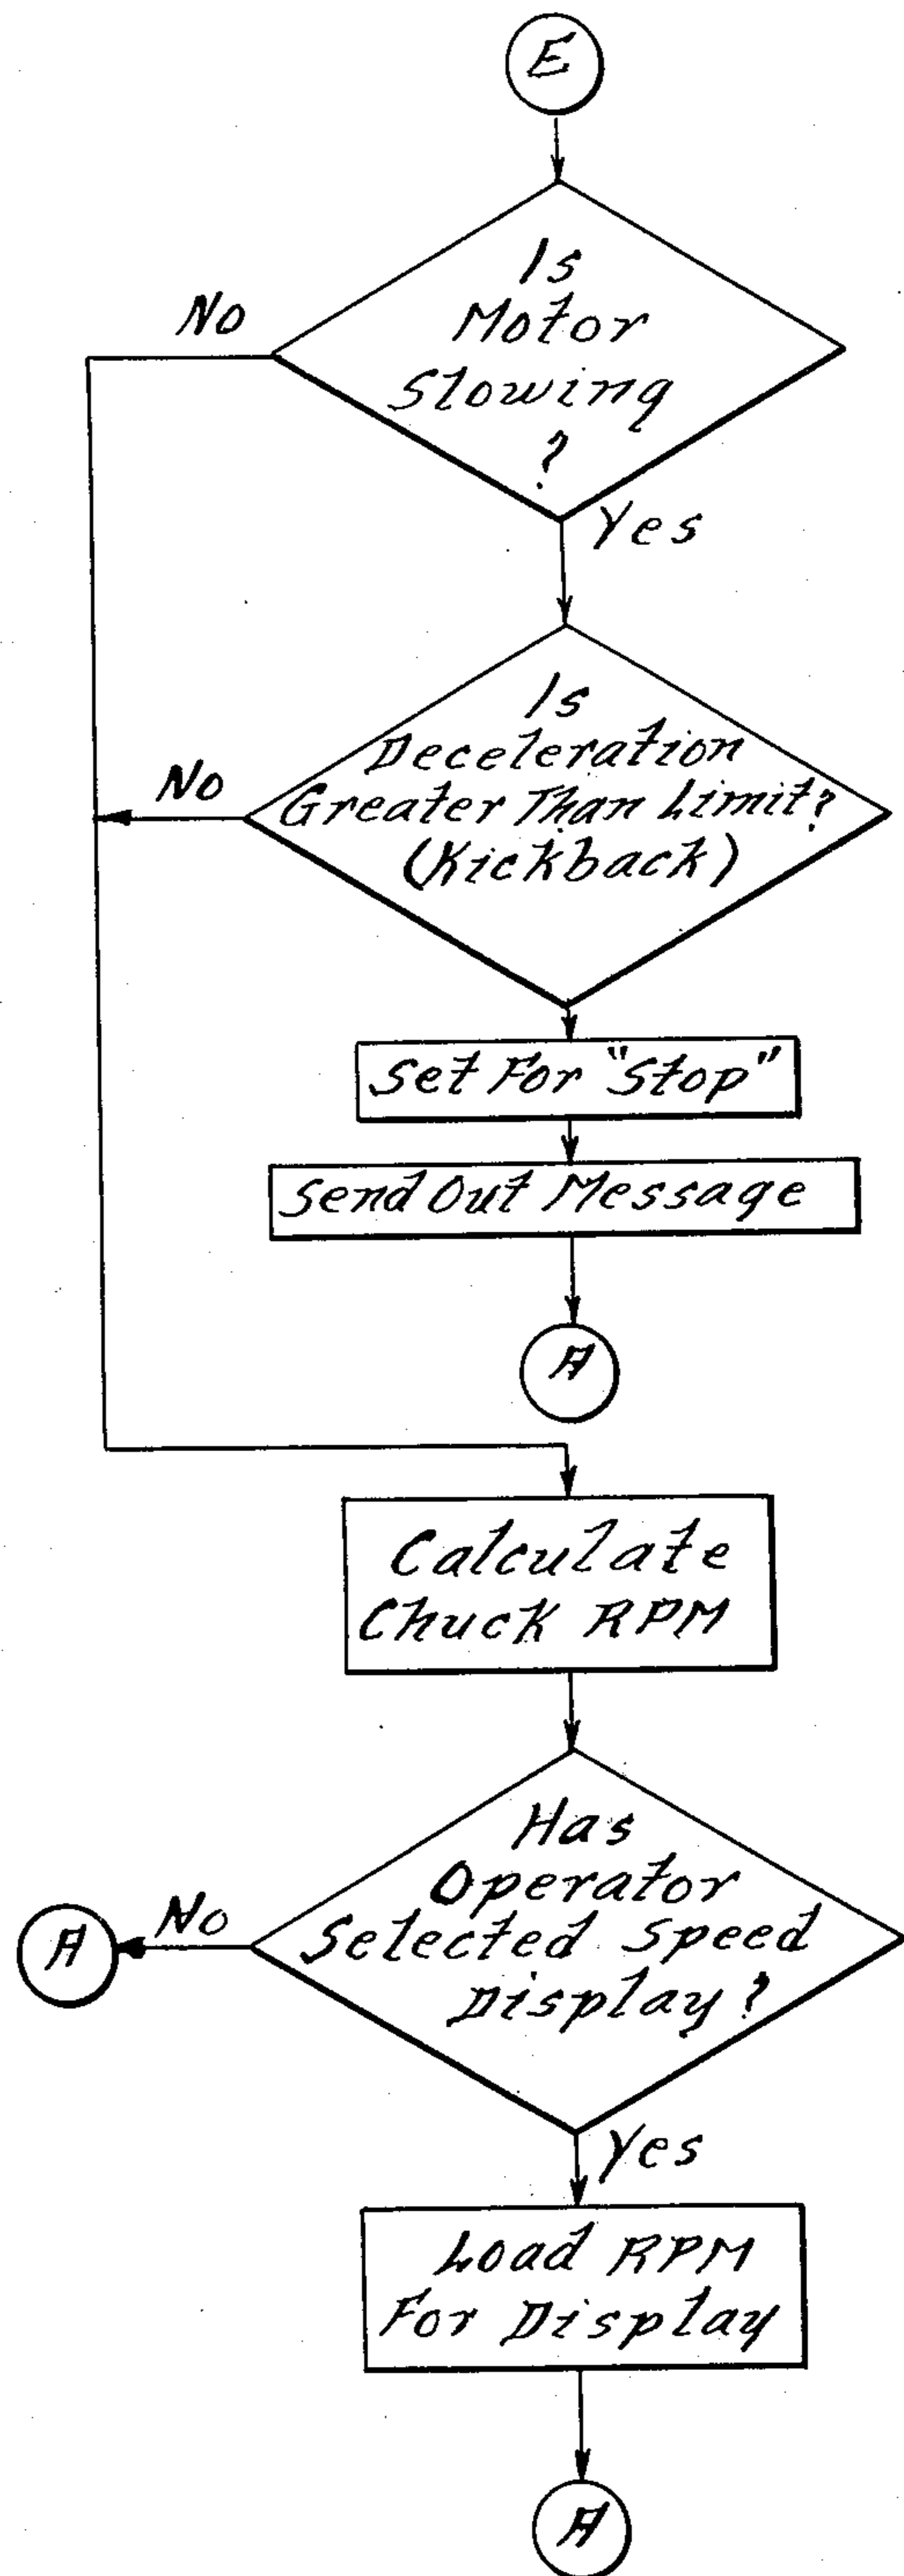 E
Is
Motor
Slowing
?
No
Yes
Is
Deceleration
Greater Than Limit?
(Kickback)
No
Set For "Stop"
Send Out Message
A
Calculate
Chuck RPM
Has
Operator
Selected Speed
Display?
No
A
Yes
Load RPM
For Display
A